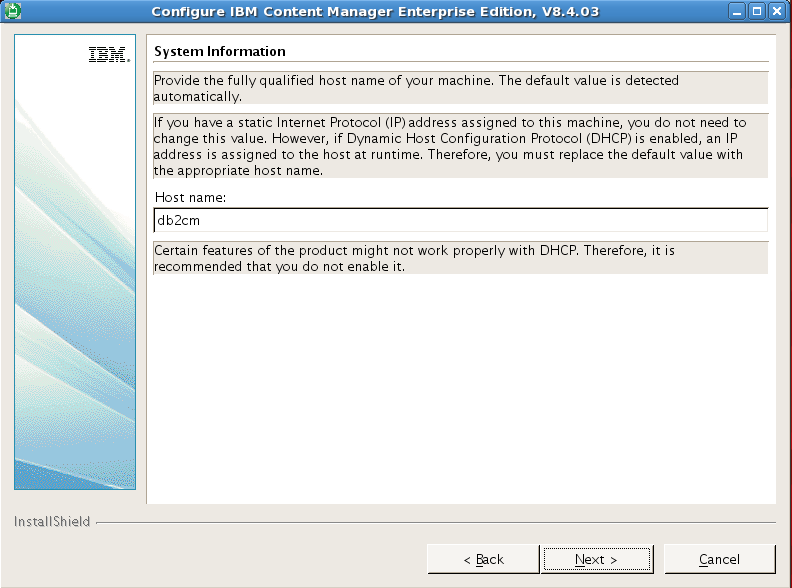 Configure IBM Content Manager Enterprise Edition, V8.4.03
IBM.
System Information
Provide the fully qualified host name of your machine. The default value is detected
automatically.
If you have a static Internet Protocol (IP) address assigned to this machine, you do not need to
change this value. However, if Dynamic Host Configuration Protocol (DHCP) is enabled, an IP
address is assigned to the host at runtime. Therefore, you must replace the default value with
the appropriate host name.
Host name:
db2cm
Certain features of the product might not work properly with DHCP. Therefore, it is
recommended that you do not enable it.
InstallShield
< Back
Next >
Cancel